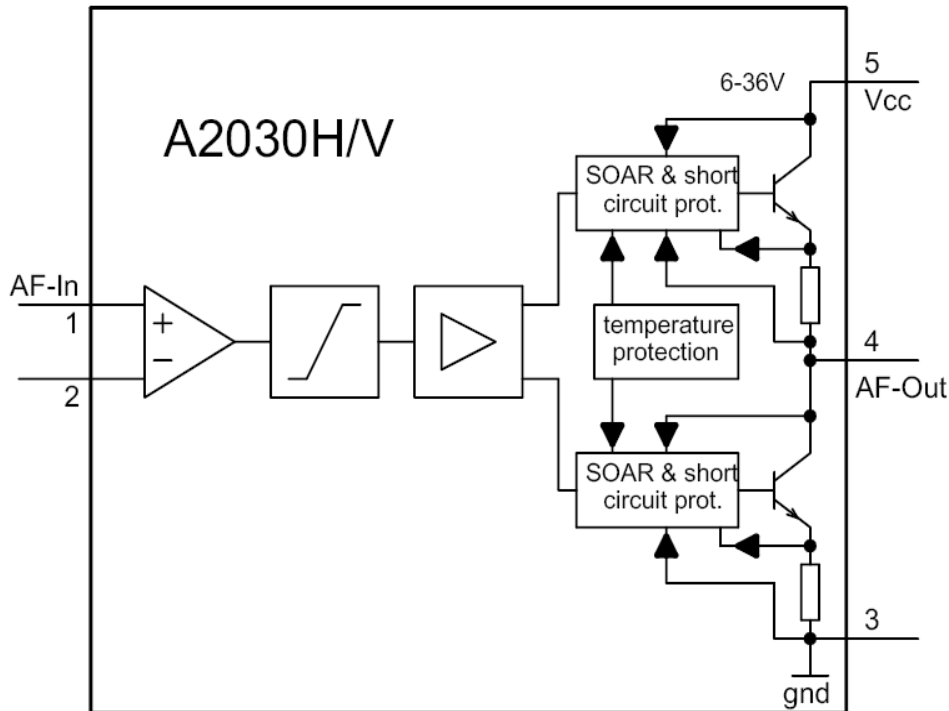 A2030H/V
6-36V
5
Vcc
SOAR & short
circuit prot.
AF-In
1
+
−
2
temperature
protection
4
AF-Out
SOAR & short
circuit prot.
3
gnd